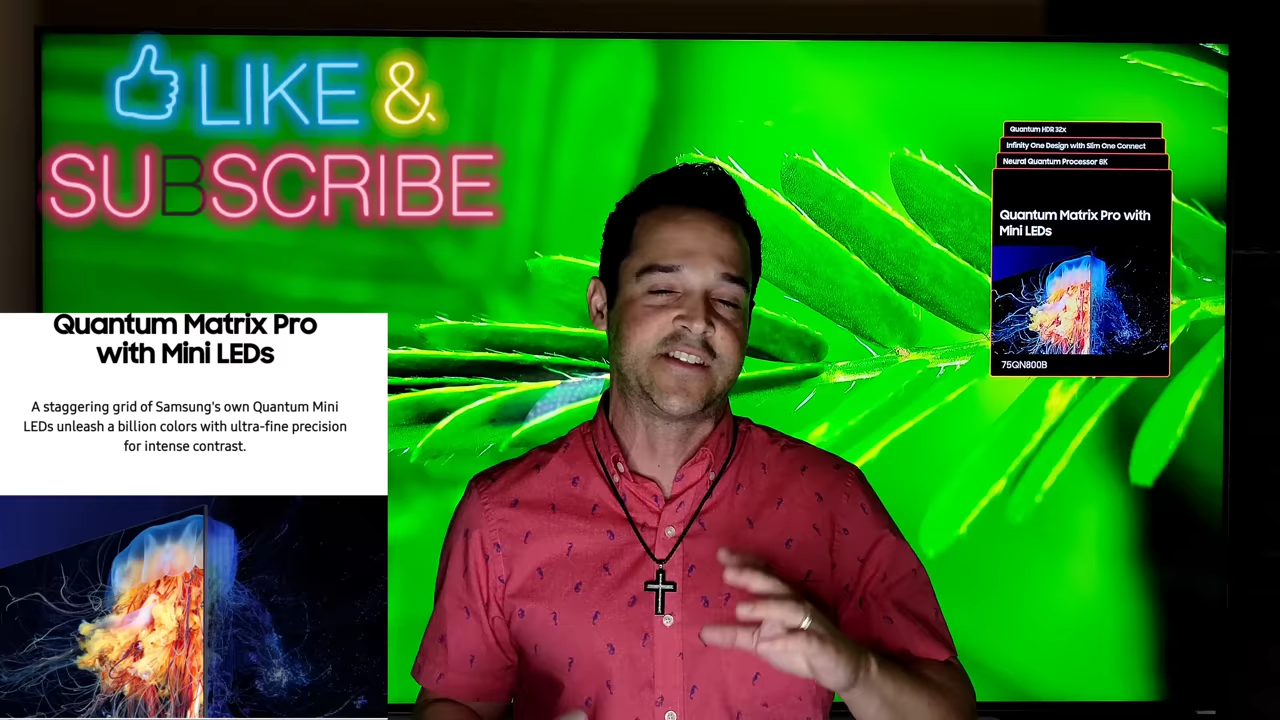 LIKE &
SUBSCRIBE
Quantum HDR 32x
Infinity One Design with Slim One Connect
Neural Quantum Processor 8K
Quantum Matrix Pro with
Mini LEDs
75QN800B
Quantum Matrix Pro
with Mini LEDs
A staggering grid of Samsung's own Quantum Mini
LEDs unleash a billion colors with ultra-fine precision
for intense contrast.